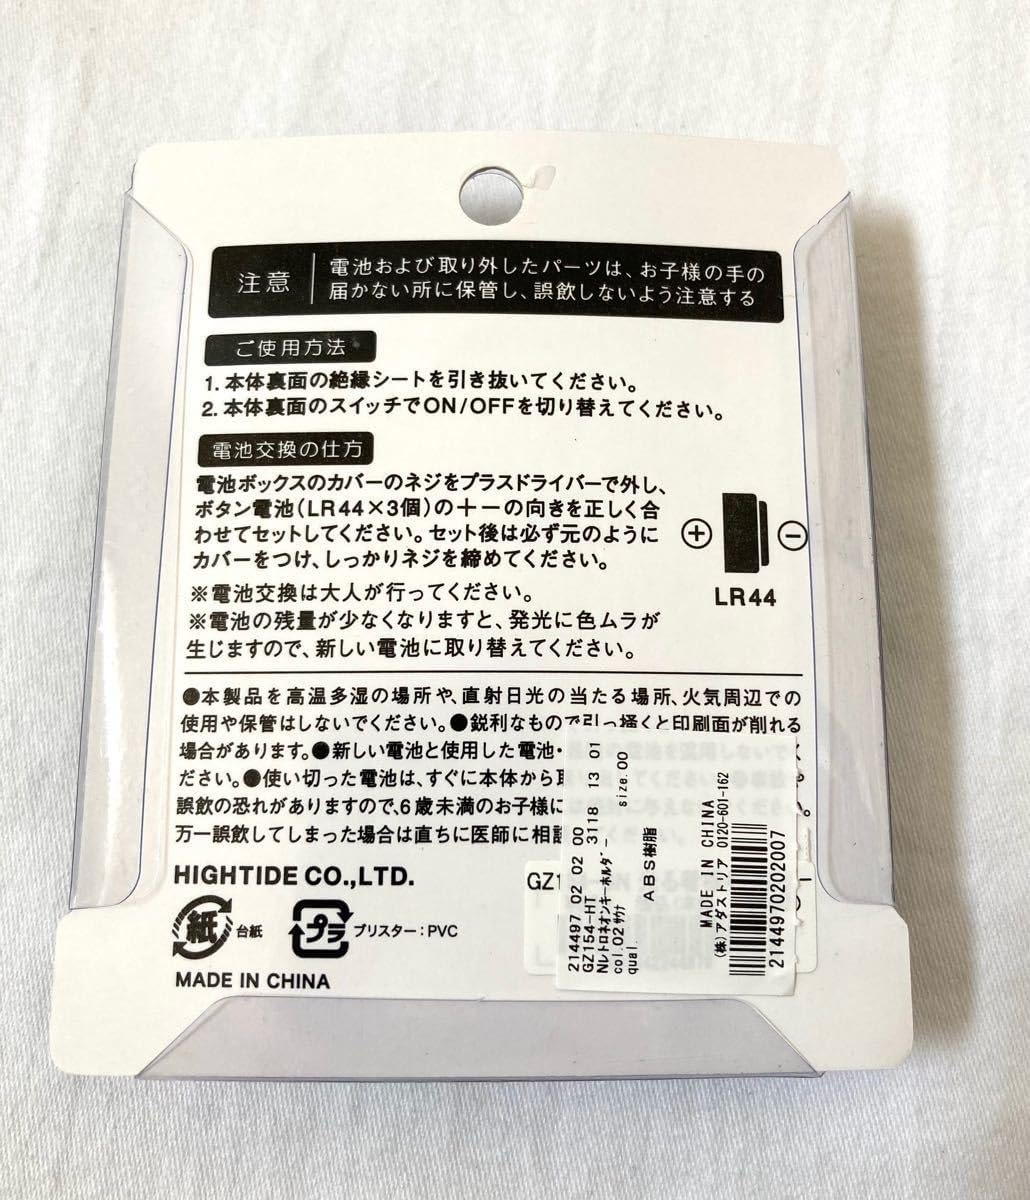 注意
電池および取り外したパーツは、お子様の手の
届かない所に保管し、誤飲しないよう注意する
ご使用方法
1. 本体裏面の絶縁シートを引き抜いてください。
2. 本体裏面のスイッチでON/OFFを切り替えてください。
電池交換の仕方
電池ボックスのカバーのネジをプラスドライバーで外し、
ボタン電池(LR44×3個)の＋－の向きを正しく合
わせてセットしてください。セット後は必ず元のように
カバーをつけ、しっかりネジを締めてください。
※電池交換は大人が行ってください。
※電池の残量が少なくなりますと、発光に色ムラが
生じますので、新しい電池に取り替えてください。
⊕ ⊖
LR44
●本製品を高温多湿の場所や、直射日光の当たる場所、火気周辺での
使用や保管はしないでください。●鋭利なもので引っ掻くと印刷面が削れる
場合があります。●新しい電池と使用した電池・
ださい。●使い切った電池は、すぐに本体から取
誤飲の恐れがありますので、6歳未満のお子様に
万一誤飲してしまった場合は直ちに医師に相談
HIGHTIDE CO.,LTD.
紙 台紙
プラ ブリスター:PVC
MADE IN CHINA
GZ1
214497 02 02 00
GZ154-HT 3118 13 01
Nレトロネオンキーホルダー
col.02サウナ size.00
qual.
ABS樹脂
MADE IN CHINA
(株)アダストリア 0120-601-162
2144970202007